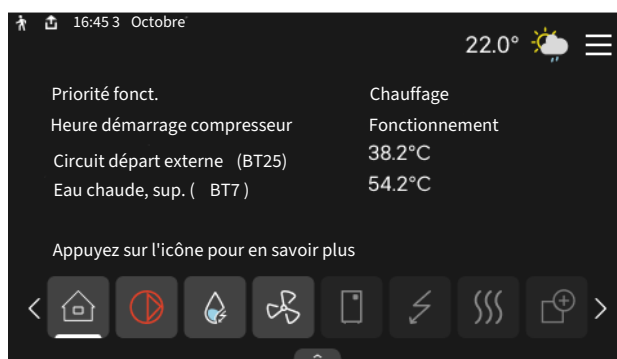 16:45 3 Octobre
22.0°
Priorité fonct. Chauffage
Heure démarrage compresseur Fonctionnement
Circuit départ externe (BT25) 38.2°C
Eau chaude, sup. ( BT7 ) 54.2°C
Appuyez sur l'icône pour en savoir plus